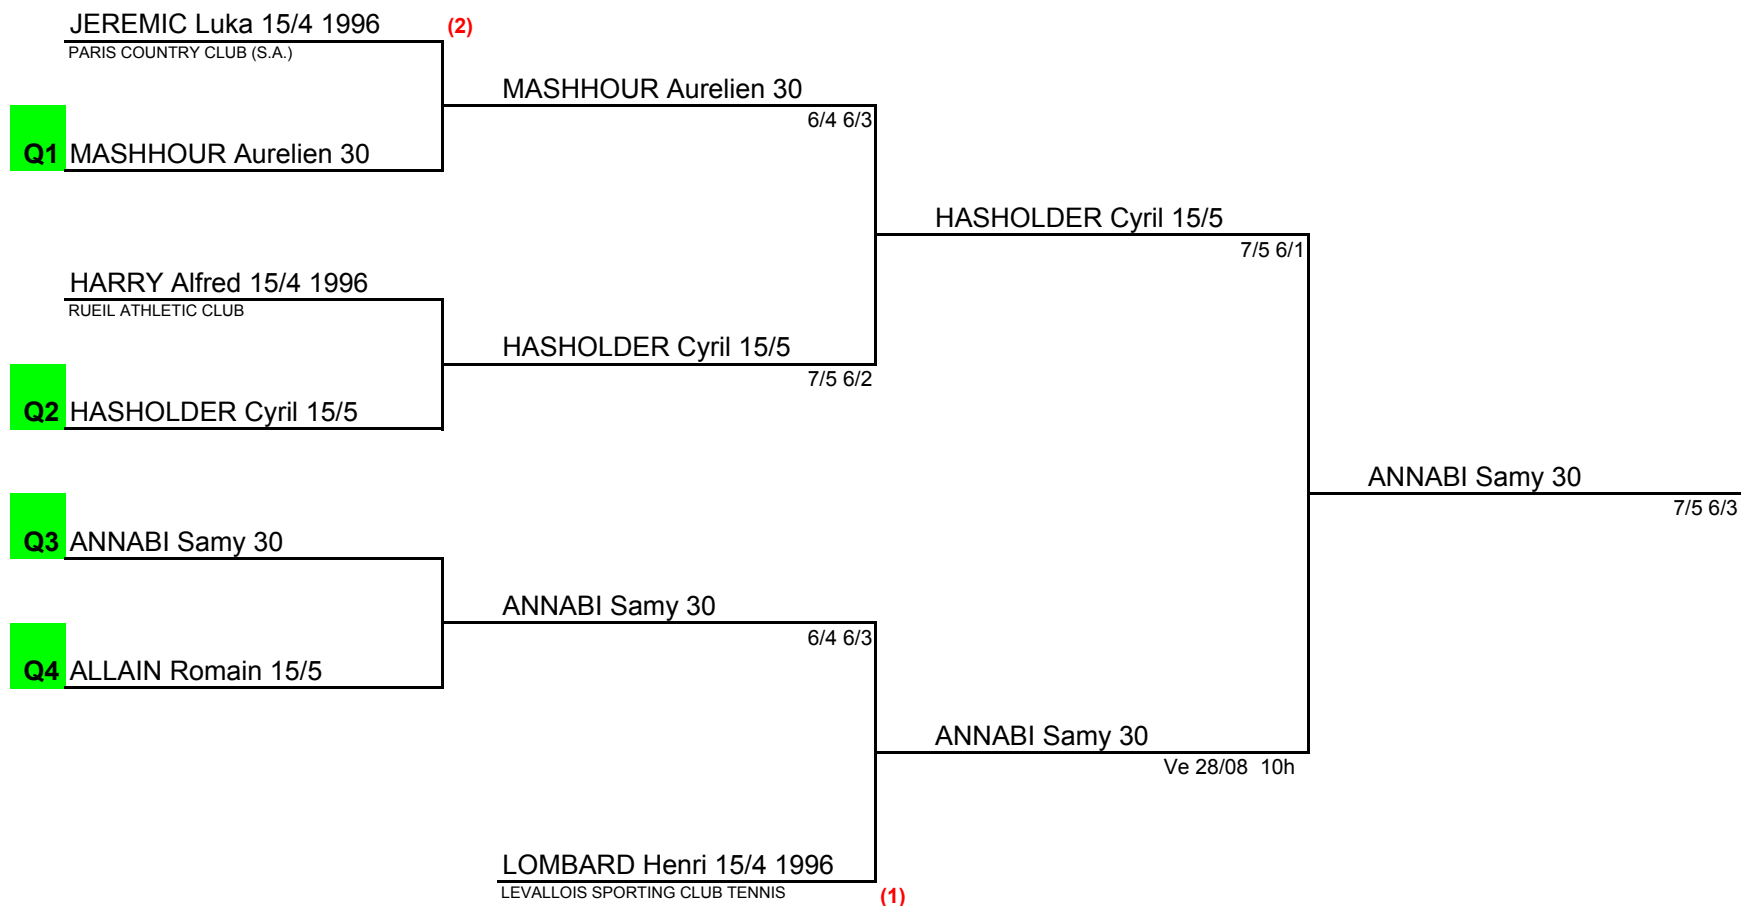 JEREMIC Luka 15/4 1996 (2)
PARIS COUNTRY CLUB (S.A.)
MASHHOUR Aurelien 30
6/4 6/3
Q1 MASHHOUR Aurelien 30
HASHOLDER Cyril 15/5
7/5 6/1
HARRY Alfred 15/4 1996
RUEIL ATHLETIC CLUB
HASHOLDER Cyril 15/5
7/5 6/2
Q2 HASHOLDER Cyril 15/5
ANNABI Samy 30
7/5 6/3
Q3 ANNABI Samy 30
ANNABI Samy 30
6/4 6/3
Q4 ALLAIN Romain 15/5
ANNABI Samy 30
Ve 28/08 10h
LOMBARD Henri 15/4 1996
LEVALLOIS SPORTING CLUB TENNIS (1)